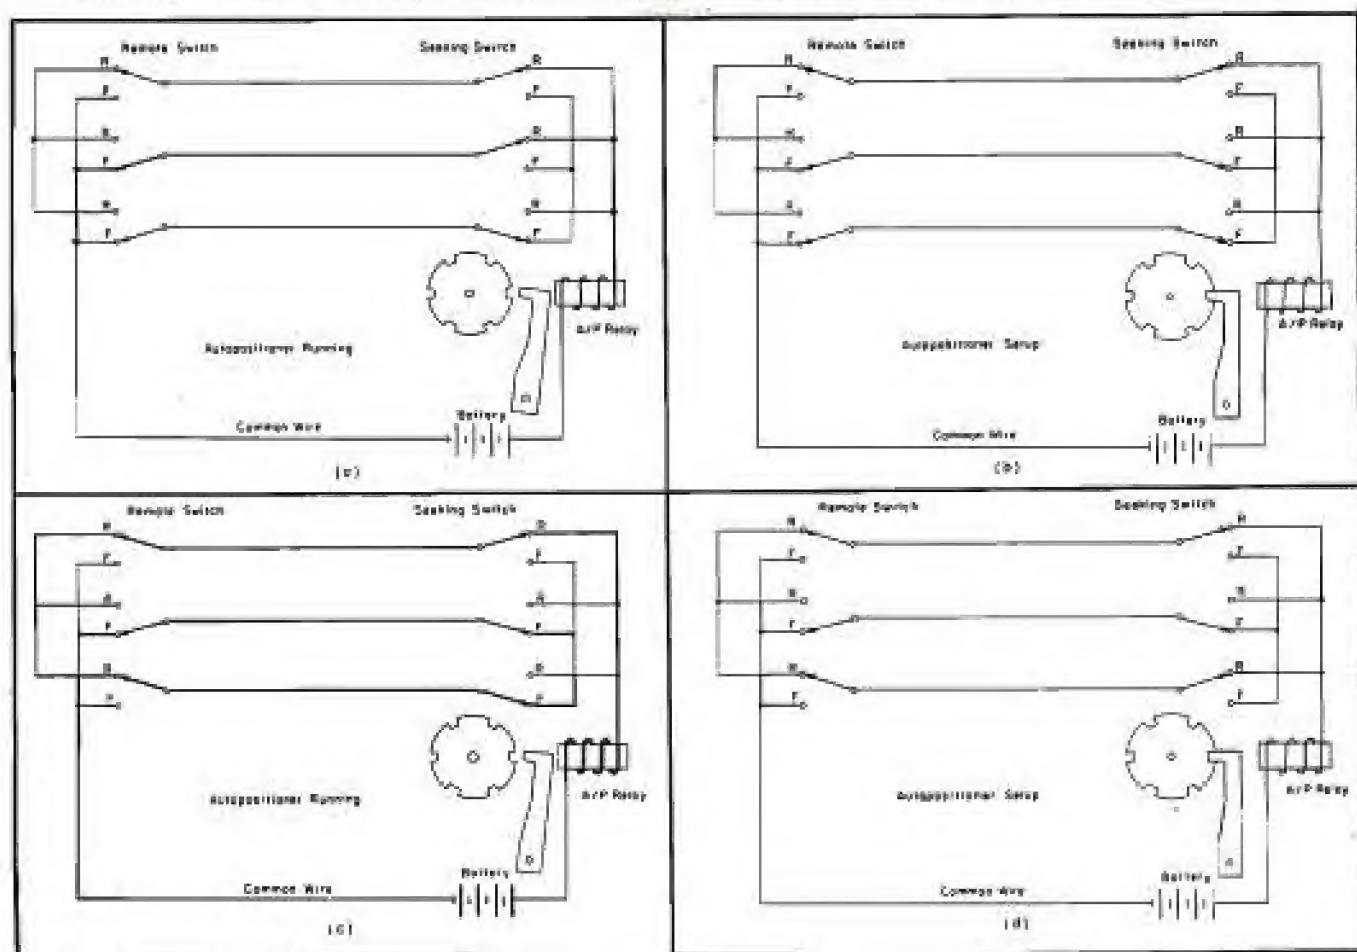 Remote Switch
Seeking Switch
R
R
F
F
R
R
F
F
R
R
F
F
A/P Relay
Autopositioner Running
Battery
Common Wire
(a)
Remote Switch
Seeking Switch
R
R
F
F
R
R
F
F
R
R
F
F
A/P Relay
Autopositioner Setup
Battery
Common Wire
(b)
Remote Switch
Seeking Switch
R
R
F
F
R
R
F
F
R
R
F
F
A/P Relay
Autopositioner Running
Battery
Common Wire
(c)
Remote Switch
Seeking Switch
R
R
F
F
R
R
F
F
R
R
F
F
A/P Relay
Autopositioner Setup
Battery
Common Wire
(d)